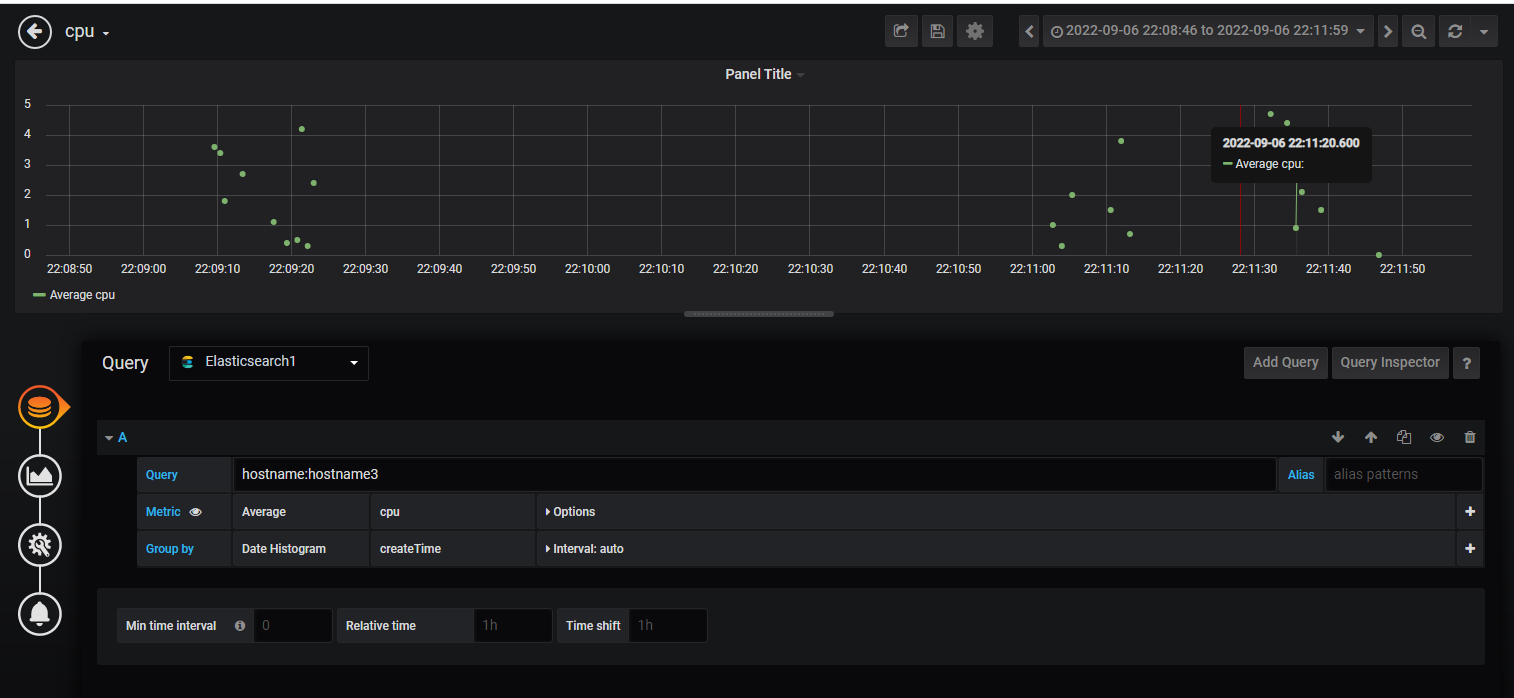 cpu
2022-09-06 22:08:46 to 2022-09-06 22:11:59
Panel Title
5
4
3
2
1
0
2022-09-06 22:11:20.600
Average cpu:
22:08:50 22:09:00 22:09:10 22:09:20 22:09:30 22:09:40 22:09:50 22:10:00 22:10:10 22:10:20 22:10:30 22:10:40 22:10:50 22:11:00 22:11:10 22:11:20 22:11:30 22:11:40 22:11:50
Average cpu
Query Elasticsearch1 Add Query Query Inspector ?
A
Query hostname:hostname3 Alias alias patterns
Metric Average cpu Options +
Group by Date Histogram createTime Interval: auto +
Min time interval 0 Relative time 1h Time shift 1h